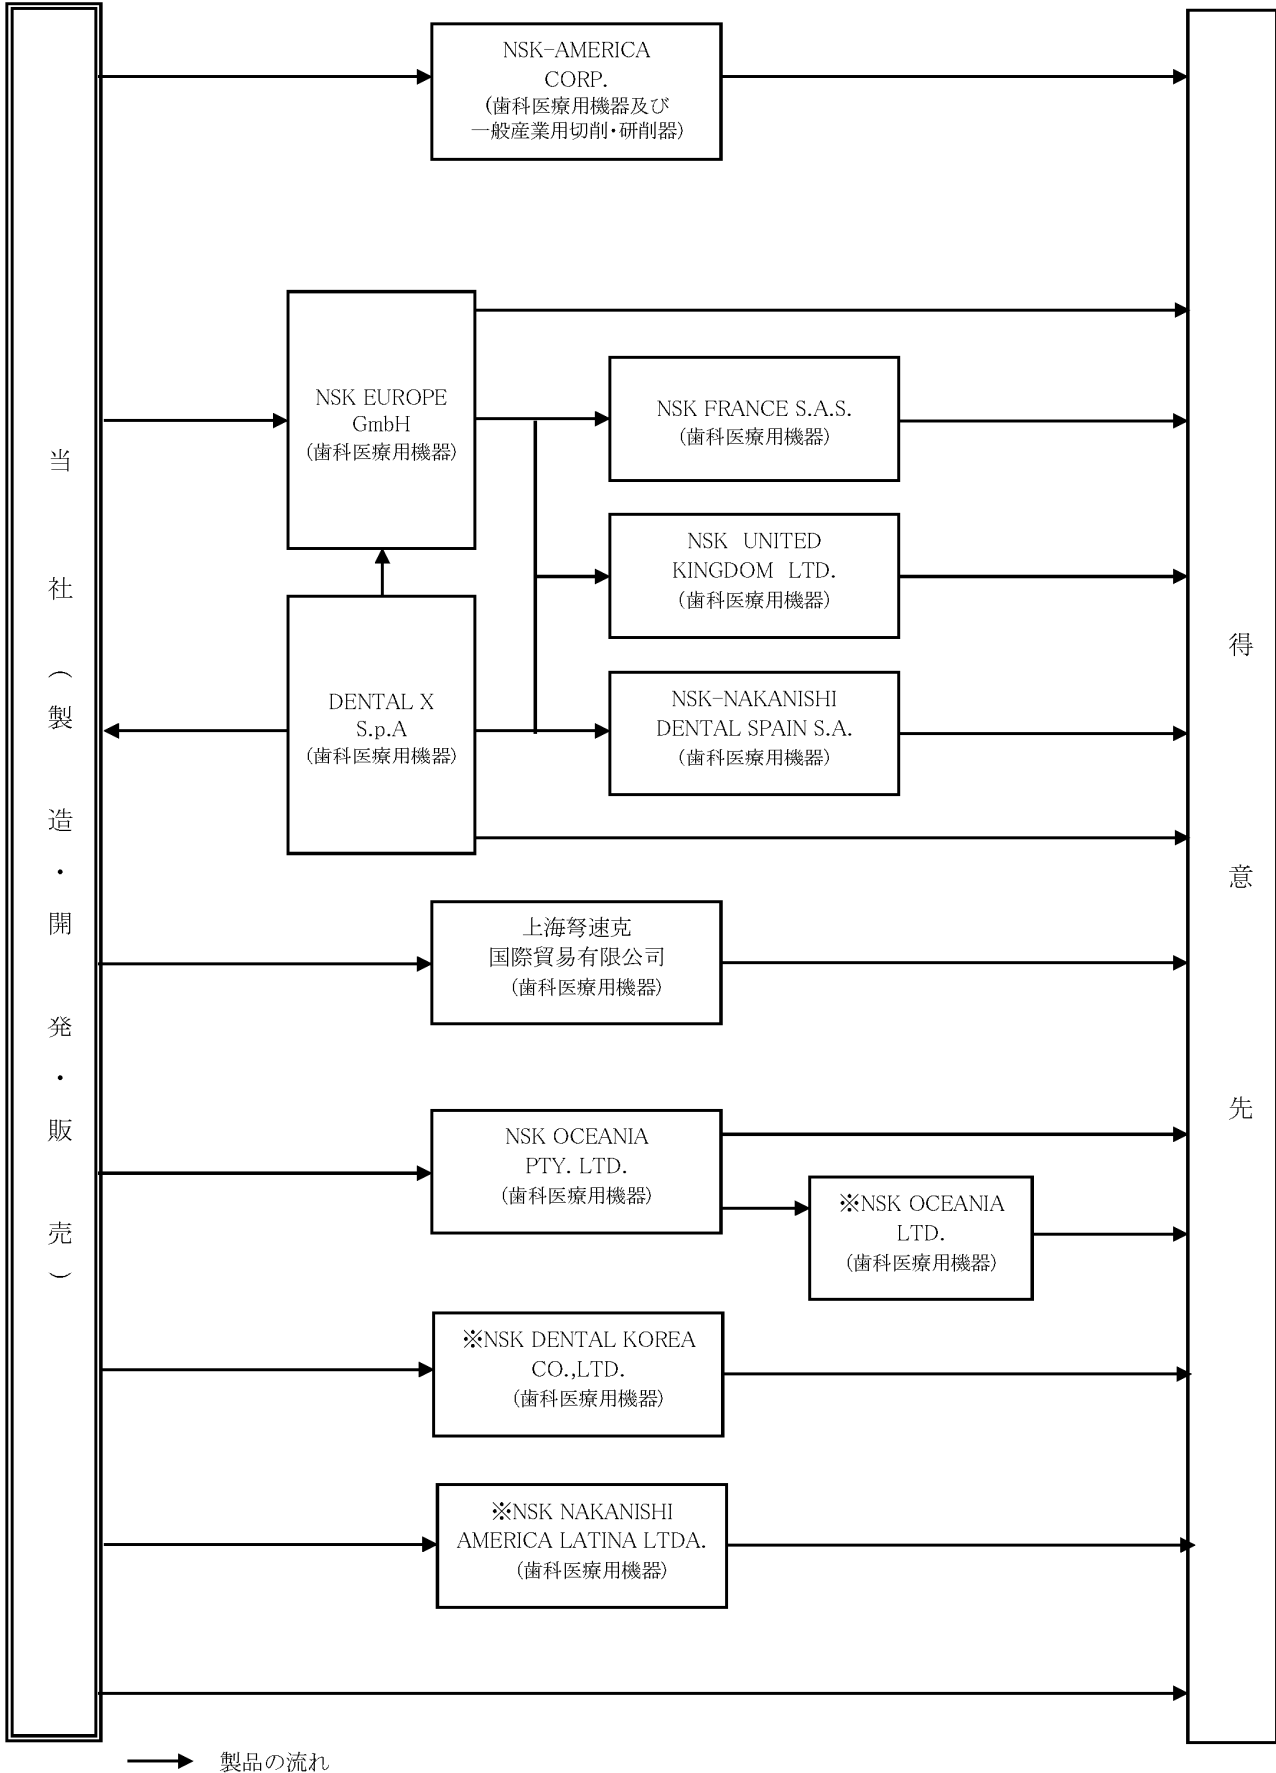 当社(製造・開発・販売)
NSK-AMERICA
CORP.
(歯科医療用機器及び
一般産業用切削・研削器)
NSK EUROPE
GmbH
(歯科医療用機器)
NSK FRANCE S.A.S.
(歯科医療用機器)
NSK UNITED
KINGDOM LTD.
(歯科医療用機器)
DENTAL X
S.p.A
(歯科医療用機器)
NSK-NAKANISHI
DENTAL SPAIN S.A.
(歯科医療用機器)
上海弩速克
国際貿易有限公司
(歯科医療用機器)
NSK OCEANIA
PTY. LTD.
(歯科医療用機器)
※NSK OCEANIA
LTD.
(歯科医療用機器)
※NSK DENTAL KOREA
CO.,LTD.
(歯科医療用機器)
※NSK NAKANISHI
AMERICA LATINA LTDA.
(歯科医療用機器)
得意先
製品の流れ